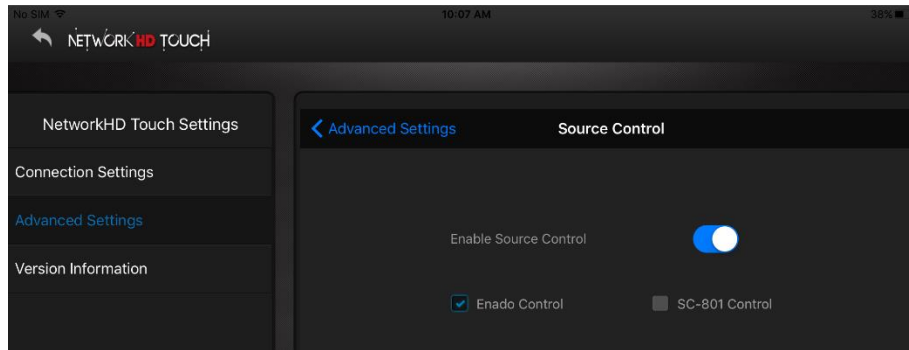 No SIM 10:07 AM 38%
NETWORK HD TOUCH
NetworkHD Touch Settings
Advanced Settings Source Control
Connection Settings
Advanced Settings
Enable Source Control
Version Information
Enado Control SC-801 Control